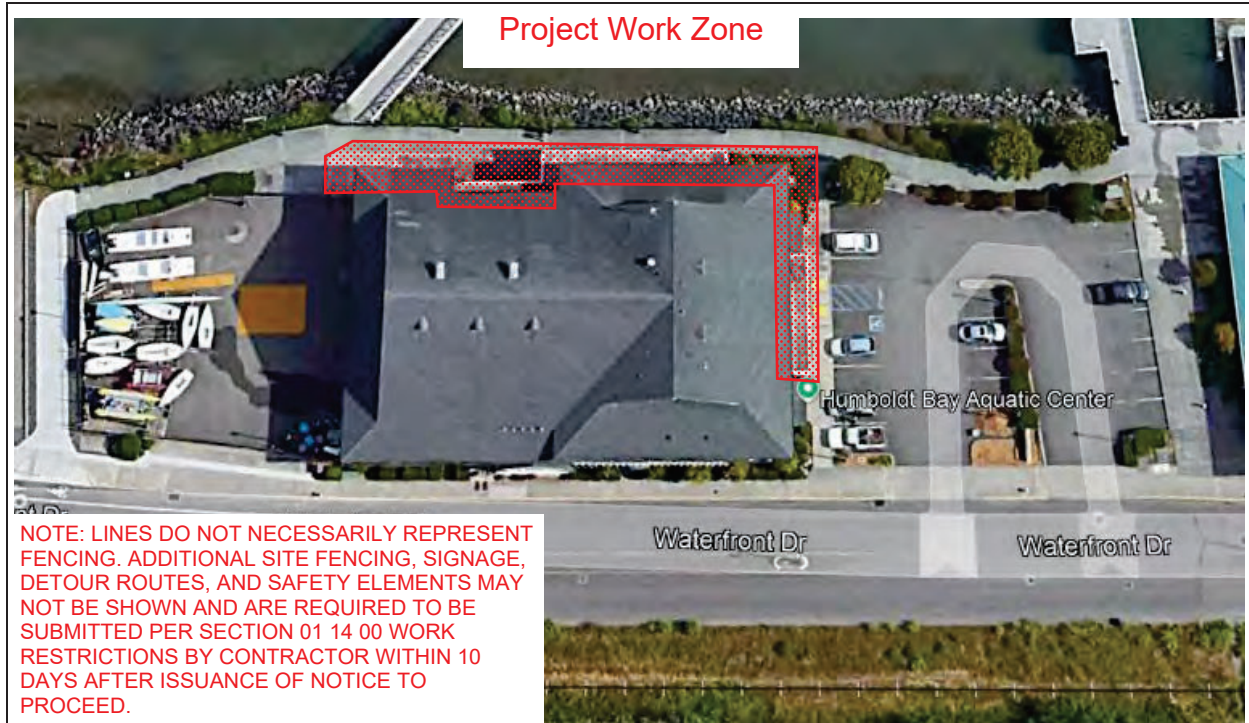 Project Work Zone
Humboldt Bay Aquatic Center
Waterfront Dr
Waterfront Dr
NOTE: LINES DO NOT NECESSARILY REPRESENT
FENCING. ADDITIONAL SITE FENCING, SIGNAGE,
DETOUR ROUTES, AND SAFETY ELEMENTS MAY
NOT BE SHOWN AND ARE REQUIRED TO BE
SUBMITTED PER SECTION 01 14 00 WORK
RESTRICTIONS BY CONTRACTOR WITHIN 10
DAYS AFTER ISSUANCE OF NOTICE TO
PROCEED.